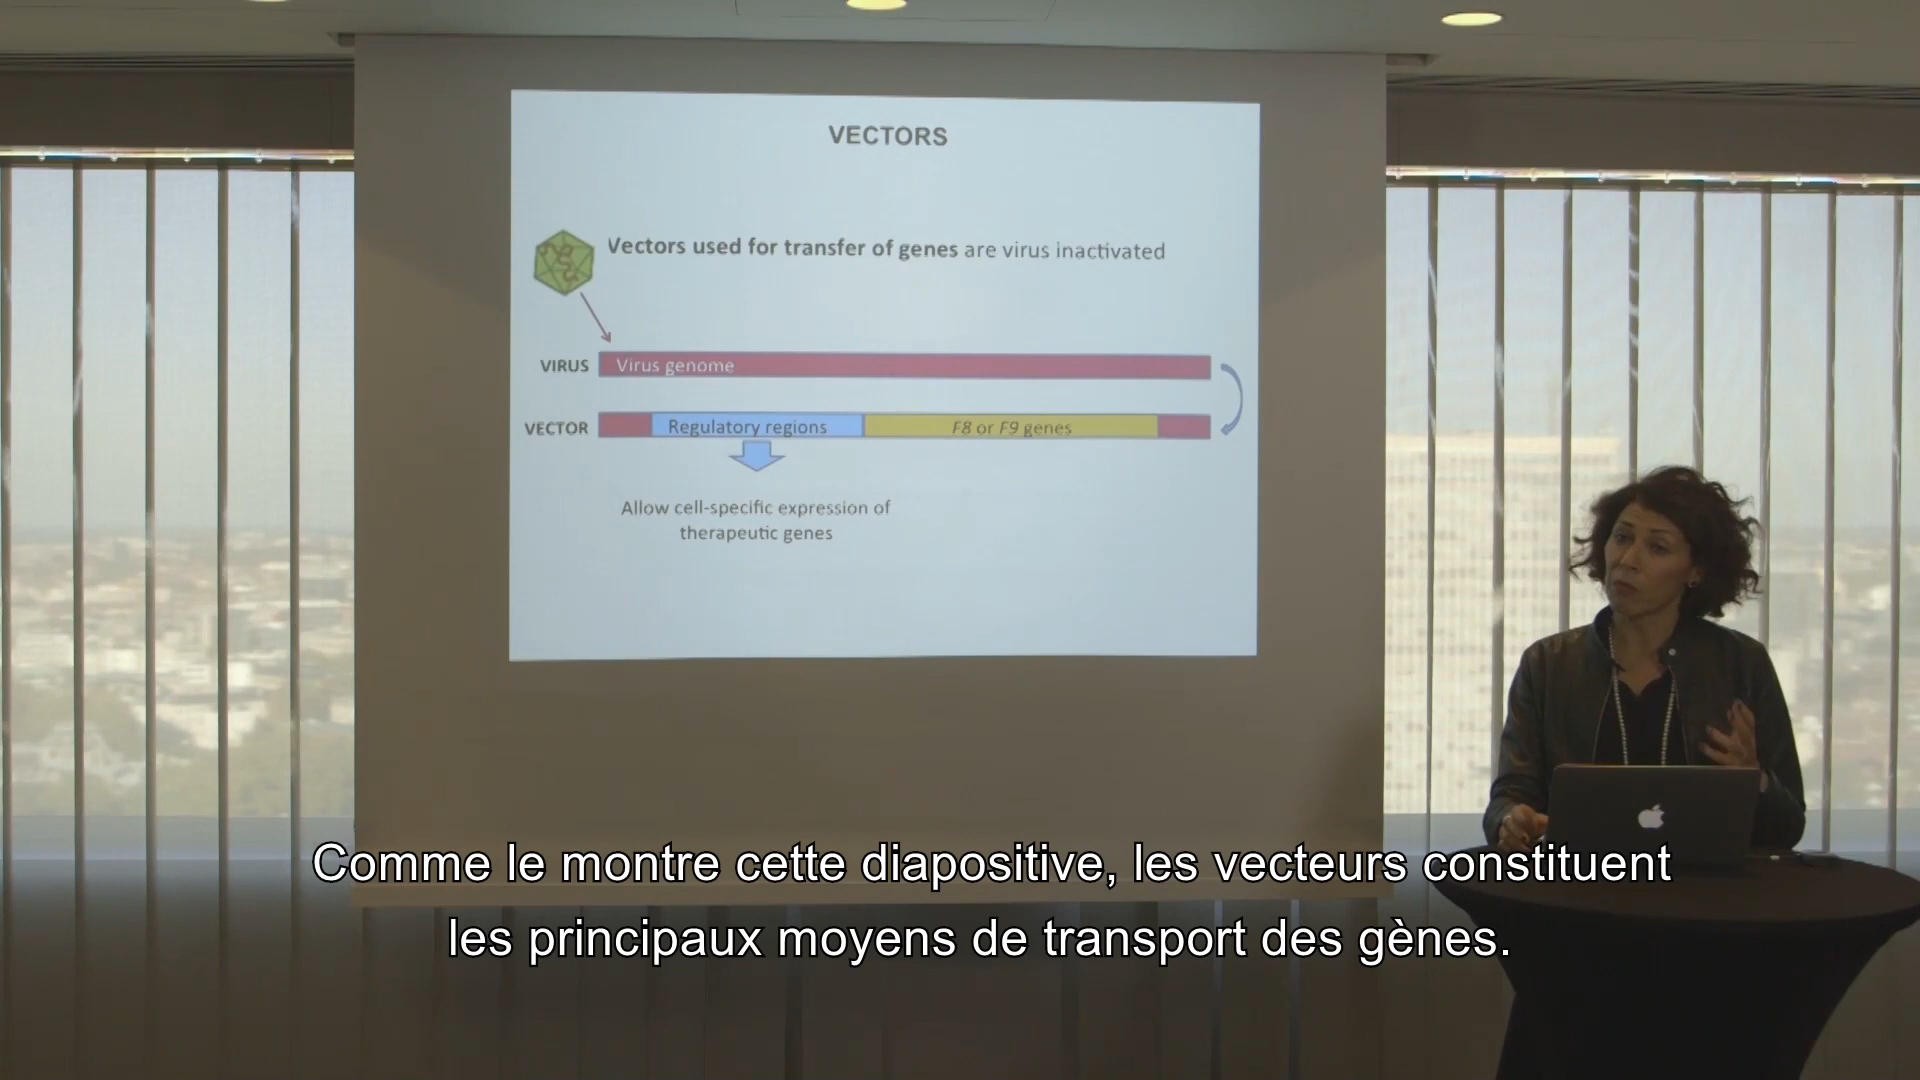 VECTORS
Vectors used for transfer of genes are virus inactivated
VIRUS Virus genome
VECTOR Regulatory regions F8 or F9 genes
Allow cell-specific expression of
therapeutic genes
Comme le montre cette diapositive, les vecteurs constituent
les principaux moyens de transport des gènes.